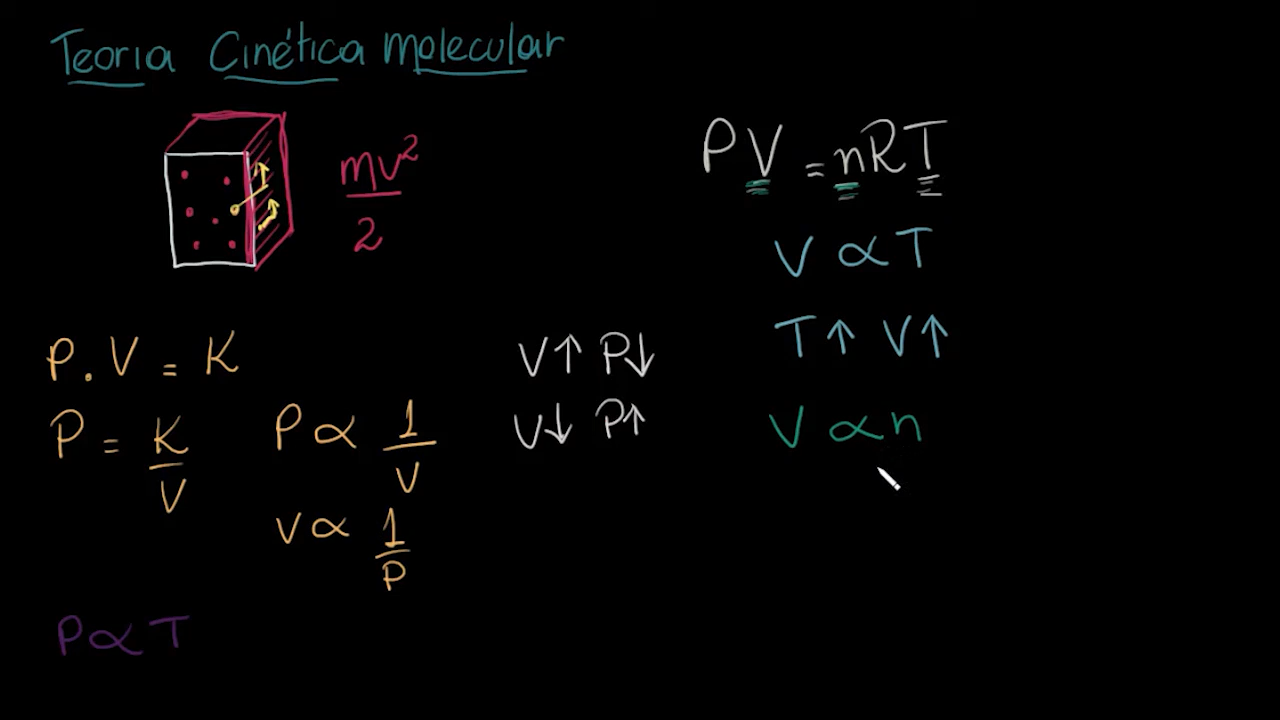 Teoria Cinética molecular
mv²
2
P.V = K
P = K
V
P ∝ 1
V
V ∝ 1
P
P ∝ T
V↑ P↓
V↓ P↑
PV = nRT
V ∝ T
T↑ V↑
V ∝ n